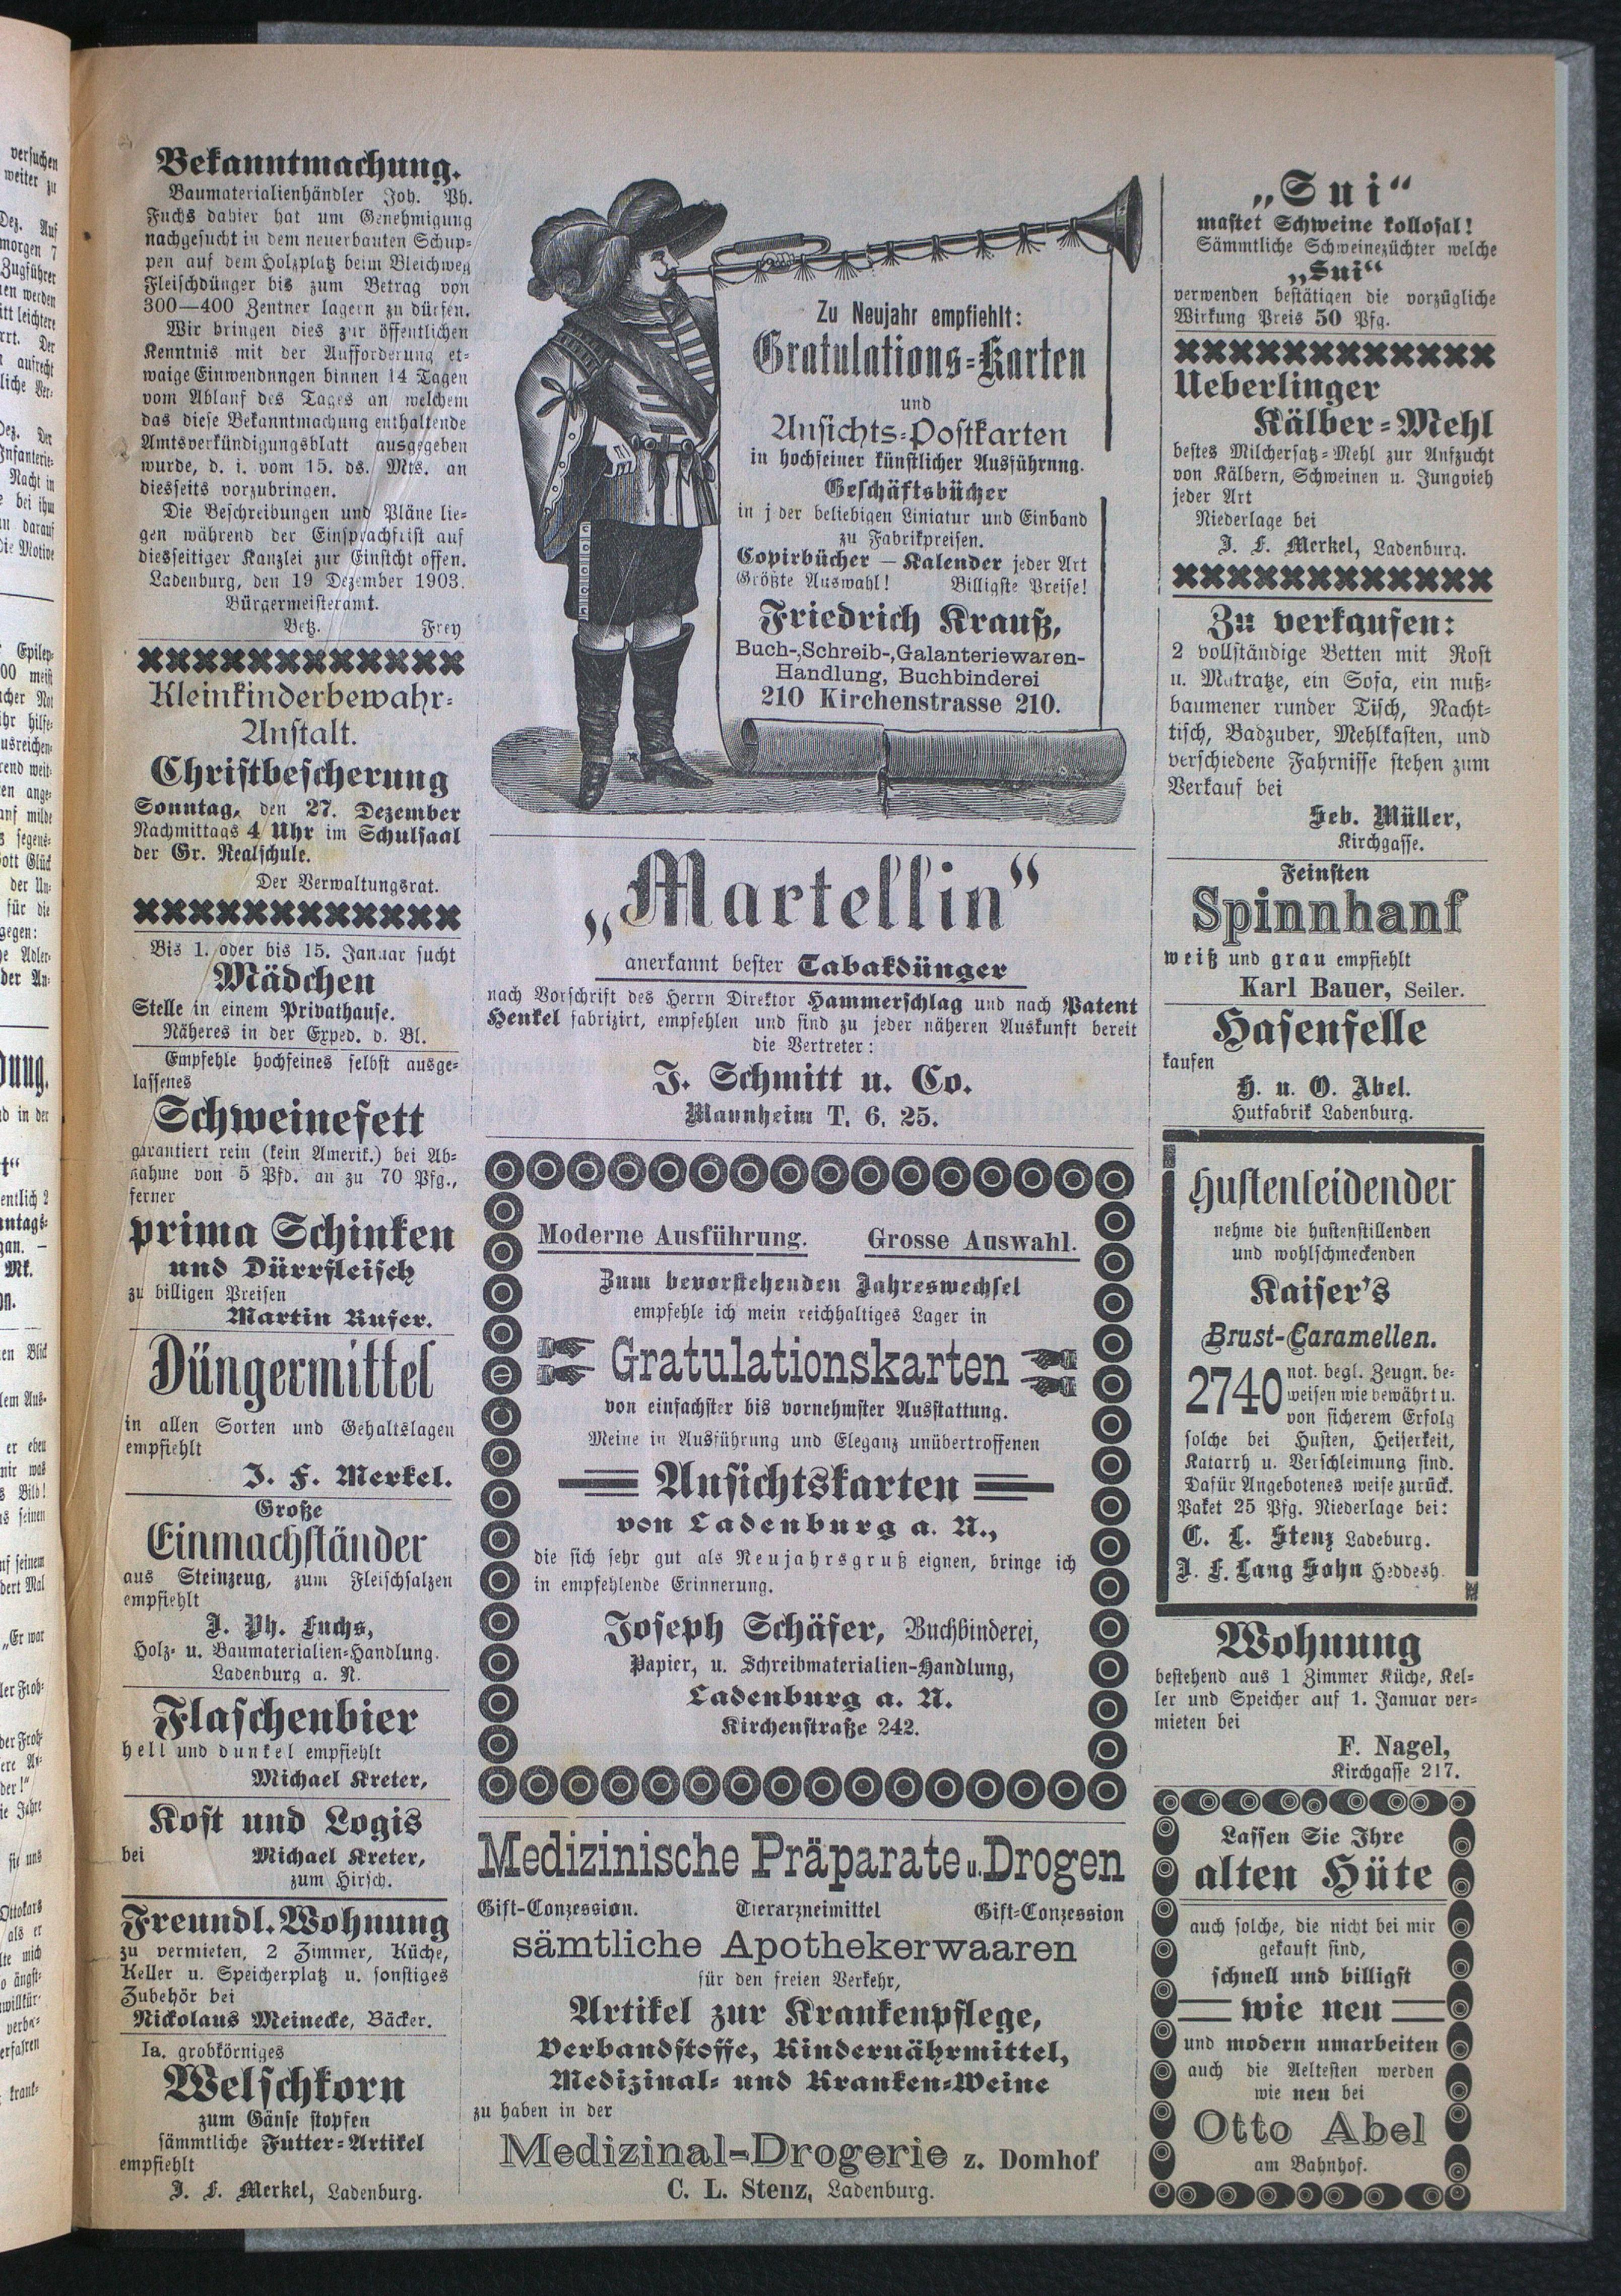 Bekanntmachung.
Baumaterialienhändler Joh. Ph.
Fuchs dahier hat um Genehmigung
nachgesucht in dem neuerbauten Schup-
pen auf dem Holzplatz beim Bleichweg
Fleischdünger bis zum Betrag von
300—400 Zentner lagern zu dürfen.
Wir bringen dies zur öffentlichen
Kenntnis mit der Aufforderung et-
waige Einwendnngen binnen 14 Tagen
vom Ablauf des Tages an welchem
das diese Bekanntmachung enthaltende
Amtsverkündigungsblatt ausgegeben
wurde, d. i. vom 15. ds. Mts. an
diesseits vorzubringen.
Die Beschreibungen und Pläne lie-
gen während der Einsprachfrist auf
diesseitiger Kanzlei zur Einsicht offen.
Ladenburg, den 19 Dezember 1903.
Bürgermeisteramt.
Betz. Frey
Kleinkinderbewahr-
Anstalt.
Christbescherung
Sonntag, den 27. Dezember
Nachmittags 4 Uhr im Schulsaal
der Gr. Realschule.
Der Verwaltungsrat.
Bis 1. oder bis 15. Januar sucht
Mädchen
Stelle in einem Privathause.
Näheres in der Exped. d. Bl.
Empfehle hochfeines selbst ausge-
lassenes
Schweinefett
garantiert rein (kein Amerik.) bei Ab-
nahme von 5 Pfd. an zu 70 Pfg.,
ferner
prima Schinken
und Dürrfleisch
zu billigen Preisen
Martin Rufer.
Düngermittel
in allen Sorten und Gehaltslagen
empfiehlt
J. F. Merkel.
Große
Einmachständer
aus Steinzeug, zum Fleischsalzen
empfiehlt
J. Ph. Fuchs,
Holz- u. Baumaterialien-Handlung.
Ladenburg a. N.
Flaschenbier
hell und dunkel empfiehlt
Michael Kreter,
Kost und Logis
bei Michael Kreter,
zum Hirsch.
Freundl. Wohnung
zu vermieten, 2 Zimmer, Küche,
Keller u. Speicherplatz u. sonstiges
Zubehör bei
Nickolaus Meinecke, Bäcker.
Ia. grobkörniges
Welschkorn
zum Gänse stopfen
sämmtliche Futter-Artikel
empfiehlt
J. F. Merkel, Ladenburg.
Zu Neujahr empfiehlt:
Gratulations-Karten
und
Ansichts-Postkarten
in hochfeiner künstlicher Ausführnng.
Geschäftsbücher
in j der beliebigen Liniatur und Einband
zu Fabrikpreisen.
Copirbücher — Kalender jeder Art
Größte Auswahl! Billigste Preise!
Friedrich Krauß,
Buch-,Schreib-,Galanteriewaren-
Handlung, Buchbinderei
210 Kirchenstrasse 210.
„Martellin“
anerkannt bester Tabakdünger
nach Vorschrift des Herrn Direktor Hammerschlag und nach Patent
Henkel fabrizirt, empfehlen und sind zu jeder näheren Auskunft bereit
die Vertreter:
J. Schmitt u. Co.
Mannheim T. 6, 25.
Moderne Ausführung. Grosse Auswahl.
Zum bevorstehenden Jahreswechsel
empfehle ich mein reichhaltiges Lager in
Gratulationskarten
von einfachster bis vornehmster Ausstattung.
Meine in Ausführung und Eleganz unübertroffenen
Ansichtskarten
von Ladenburg a. N.,
die sich sehr gut als Neujahrsgruß eignen, bringe ich
in empfehlende Erinnerung.
Joseph Schäfer, Buchbinderei,
Papier, u. Schreibmaterialien-Handlung,
Ladenburg a. N.
Kirchenstraße 242.
Medizinische Präparate u. Drogen
Gift-Conzession. Tierarzneimittel Gift-Conzession
sämtliche Apothekerwaaren
für den freien Verkehr,
Artikel zur Krankenpflege,
Verbandstoffe, Kindernährmittel,
Medizinal- und Kranken-Weine
zu haben in der
Medizinal-Drogerie z. Domhof
C. L. Stenz, Ladenburg.
„Sui“
mastet Schweine kollosal!
Sämmtliche Schweinezüchter welche
„Sui“
verwenden bestätigen die vorzügliche
Wirkung Preis 50 Pfg.
Ueberlinger
Kälber-Mehl
bestes Milchersatz-Mehl zur Aufzucht
von Kälbern, Schweinen u. Jungvieh
jeder Art
Niederlage bei
J. F. Merkel, Ladenburg.
Zu verkaufen:
2 vollständige Betten mit Rost
u. Matratze, ein Sofa, ein nuß-
baumener runder Tisch, Nacht-
tisch, Badzuber, Mehlkasten, und
verschiedene Fahrnisse stehen zum
Verkauf bei
Seb. Müller,
Kirchgasse.
Feinsten
Spinnhanf
weiß und grau empfiehlt
Karl Bauer, Seiler.
Hasenfelle
kaufen
H. u. O. Abel.
Hutfabrik Ladenburg.
Hustenleidender
nehme die hustenstillenden
und wohlschmeckenden
Kaiser's
Brust-Caramellen.
2740 not. begl. Zeugn. be-
weisen wie bewährt u.
von sicherem Erfolg
solche bei Husten, Heiserkeit,
Katarrh u. Verschleimung sind.
Dafür Angebotenes weise zurück.
Paket 25 Pfg. Niederlage bei:
C. L. Stenz Ladeburg.
J. F. Lang Sohn Heddesh.
Wohnung
bestehend aus 1 Zimmer Küche, Kel-
ler und Speicher auf 1. Januar ver-
mieten bei
F. Nagel,
Kirchgasse 217.
Lassen Sie Ihre
alten Hüte
auch solche, die nicht bei mir
gekauft sind,
schnell und billigst
wie neu
und modern umarbeiten
auch die Aeltesten werden
wie neu bei
Otto Abel
am Bahnhof.